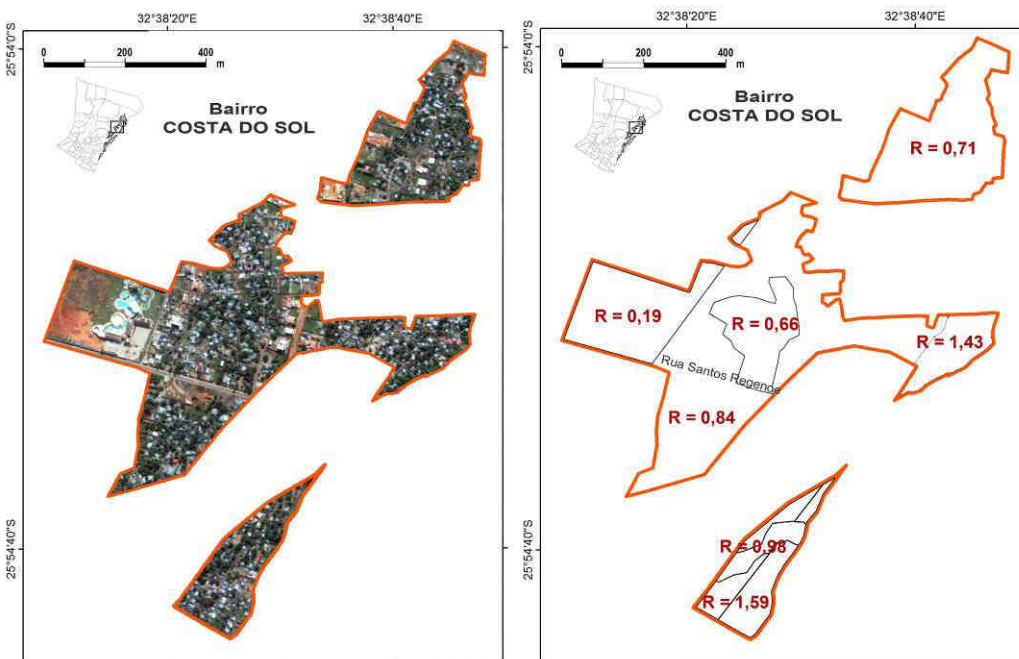 32°38'20"E
32°38'40"E
25°54'0"S
0 200 400
m
Bairro
COSTA DO SOL
25°54'40"S
32°38'20"E
32°38'40"E
25°54'0"S
0 200 400
m
Bairro
COSTA DO SOL
R = 0,71
R = 0,19
R = 0,66
R = 1,43
Rua Santos Regenoe
R = 0,84
R = 0,98
R = 1,59
25°54'40"S